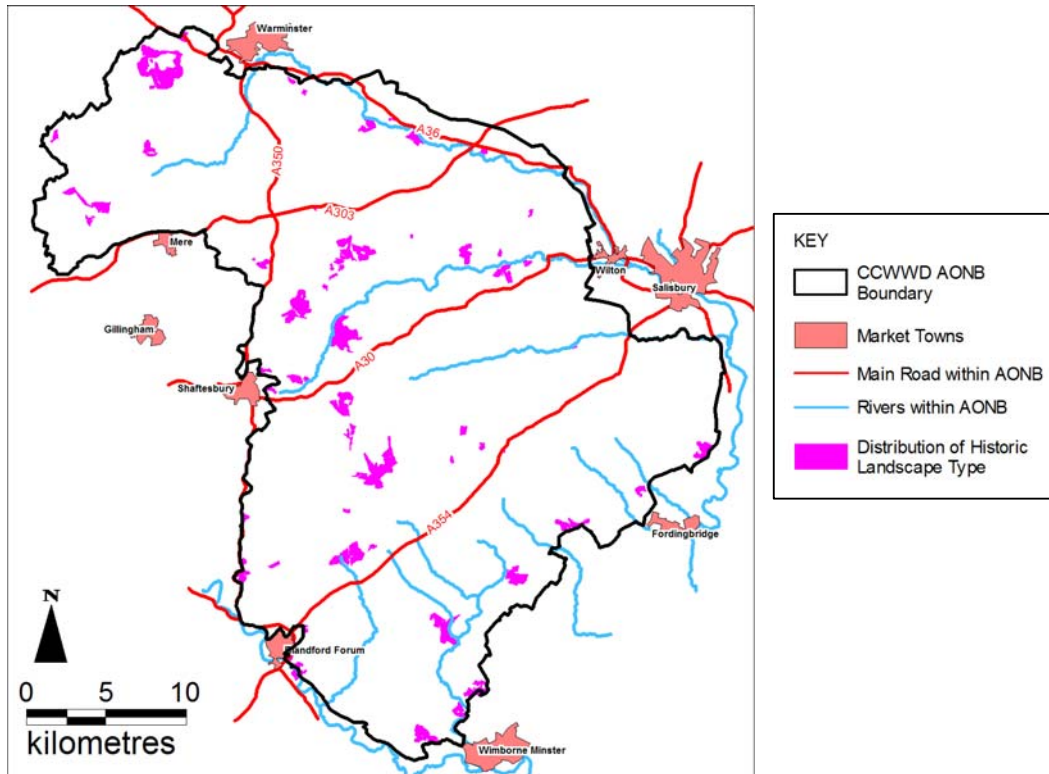 Warminster
A36
A350
A303
Mere
Wilton
Salisbury
Gillingham
A30
Shaftesbury
A354
Fordingbridge
N
Blandford Forum
0 5 10
kilometres
Wimborne Minster
KEY
CCWWD AONB
Boundary
Market Towns
Main Road within AONB
Rivers within AONB
Distribution of Historic
Landscape Type